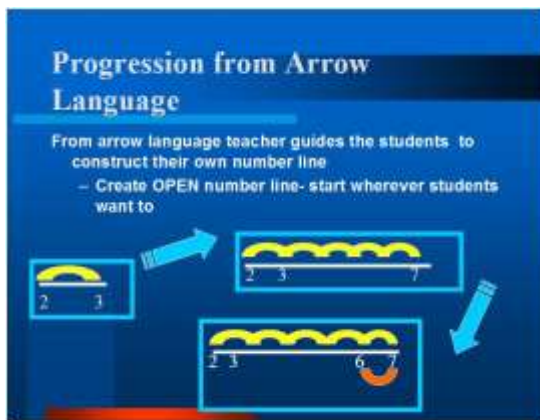 Progression from Arrow
Language
From arrow language teacher guides the students to
construct their own number line
– Create OPEN number line- start wherever students
want to
2 3
2 3 7
2 3 6 7